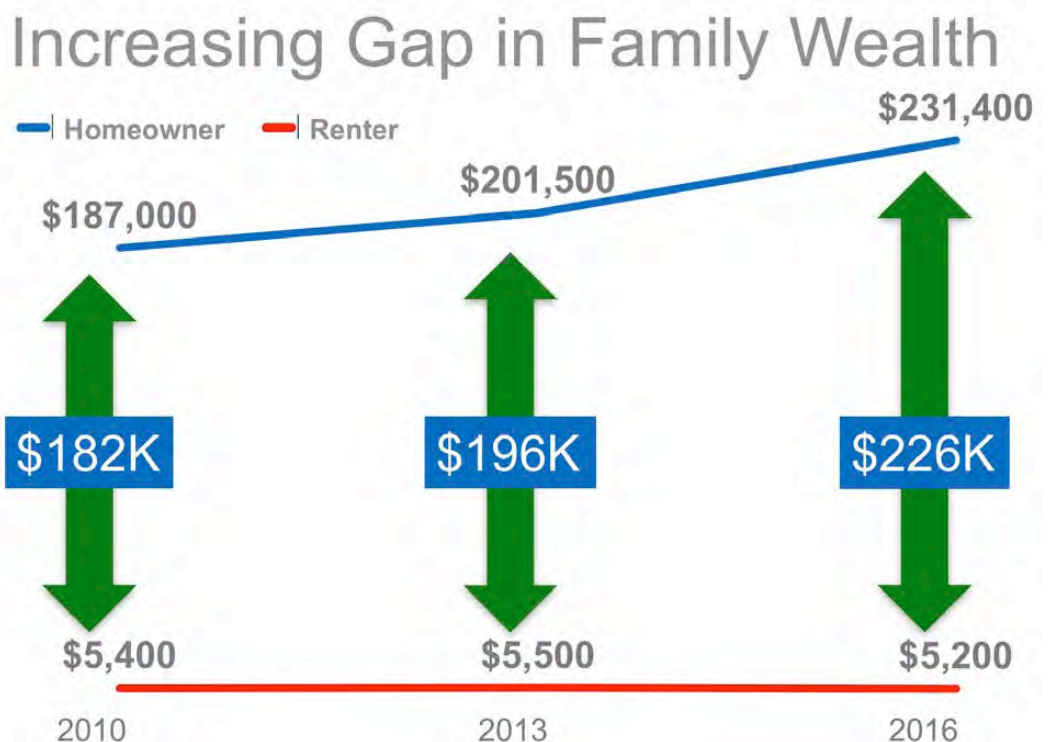 Increasing Gap in Family Wealth
Homeowner Renter
$231,400
$201,500
$187,000
$182K $196K $226K
$5,400 $5,500 $5,200
2010 2013 2016